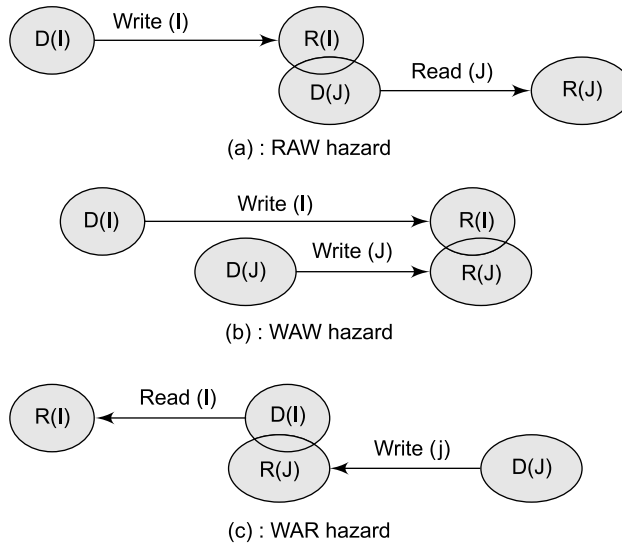 D(I) Write (I) R(I)
D(J) Read (J) R(J)
(a) : RAW hazard
D(I) Write (I) R(I)
D(J) Write (J) R(J)
(b) : WAW hazard
R(I) Read (I) D(I)
R(J) Write (j) D(J)
(c) : WAR hazard